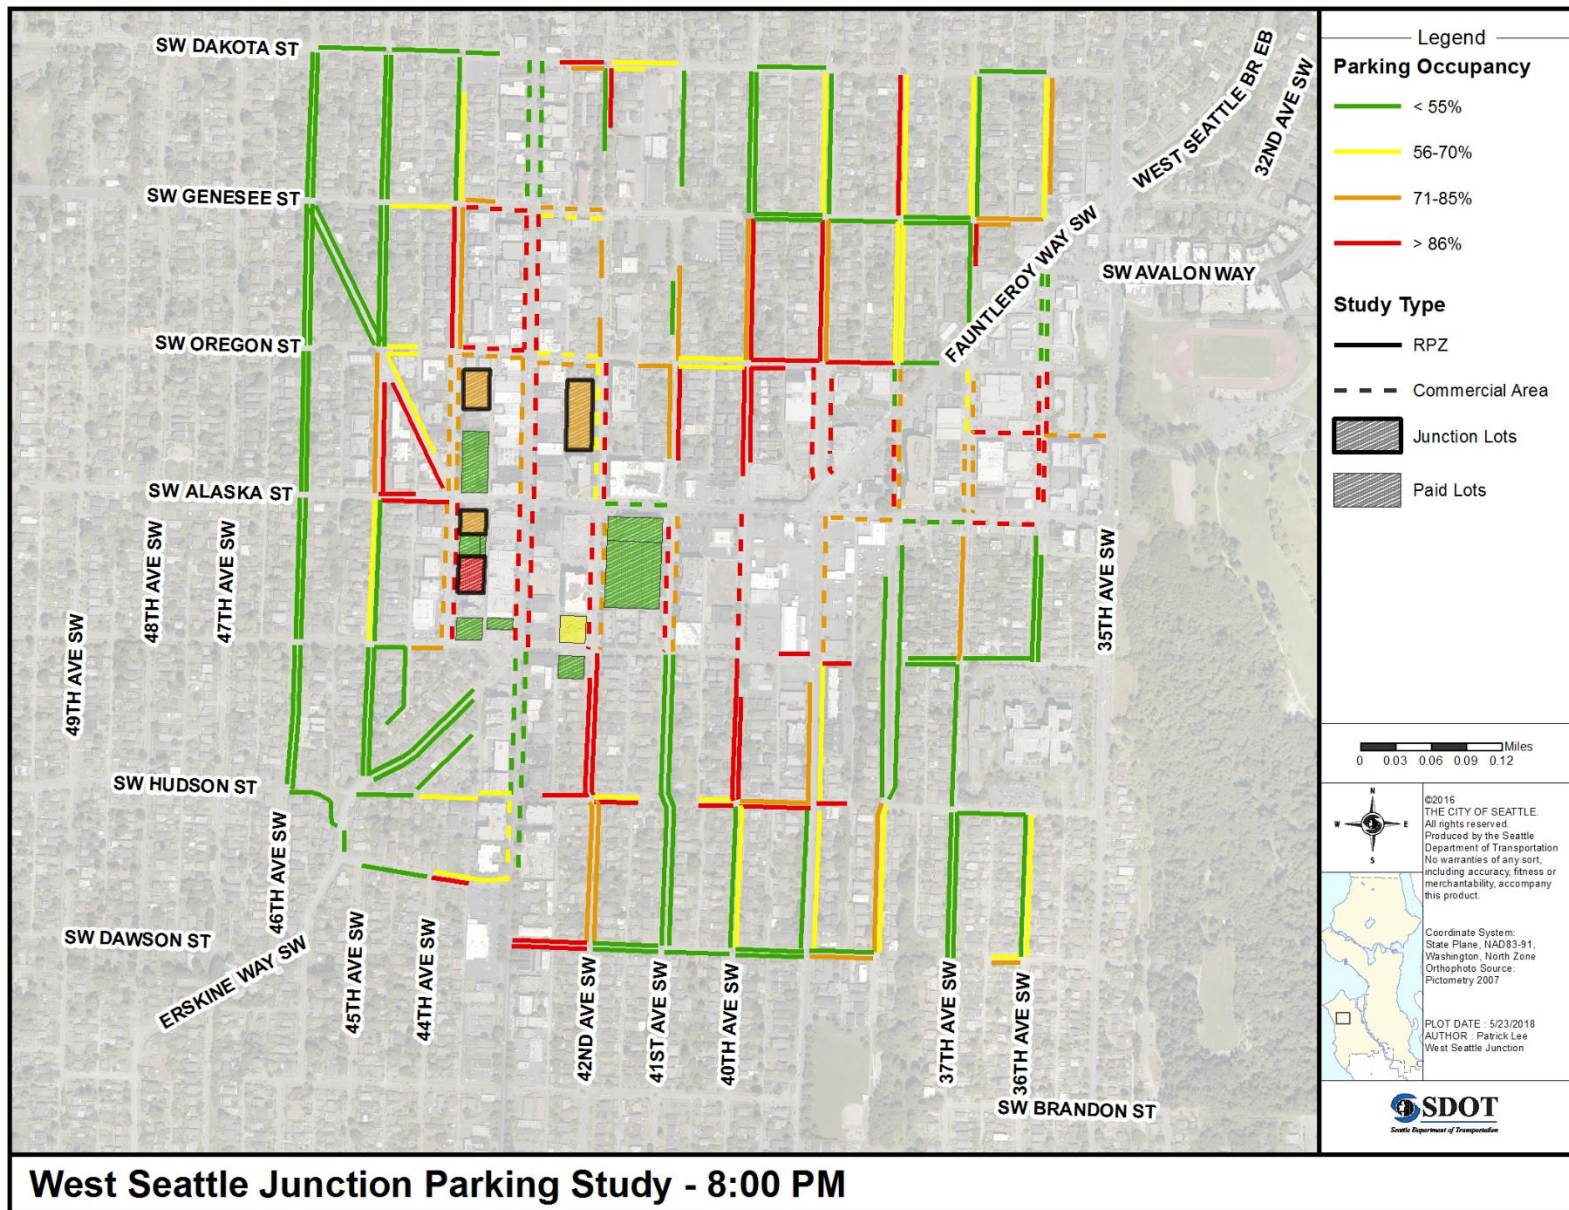 SW DAKOTA ST
SW GENESEE ST
SW OREGON ST
SW ALASKA ST
49TH AVE SW
48TH AVE SW
47TH AVE SW
SW HUDSON ST
46TH AVE SW
SW DAWSON ST
ERSKINE WAY SW
45TH AVE SW
44TH AVE SW
42ND AVE SW
41ST AVE SW
40TH AVE SW
37TH AVE SW
36TH AVE SW
35TH AVE SW
SW BRANDON ST
FAUNTLEROY WAY SW
SW AVALON WAY
WEST SEATTLE BR EB
32ND AVE SW
Legend
Parking Occupancy
< 55%
56-70%
71-85%
> 86%
Study Type
RPZ
Commercial Area
Junction Lots
Paid Lots
Miles
0 0.03 0.06 0.09 0.12
N
W E
S
©2016
THE CITY OF SEATTLE.
All rights reserved.
Produced by the Seattle
Department of Transportation
No warranties of any sort,
including accuracy, fitness or
merchantability, accompany
this product.
Coordinate System:
State Plane, NAD83-91,
Washington, North Zone
Orthophoto Source:
Pictometry 2007
PLOT DATE : 5/23/2018
AUTHOR : Patrick Lee
West Seattle Junction
SDOT
Seattle Department of Transportation
West Seattle Junction Parking Study - 8:00 PM